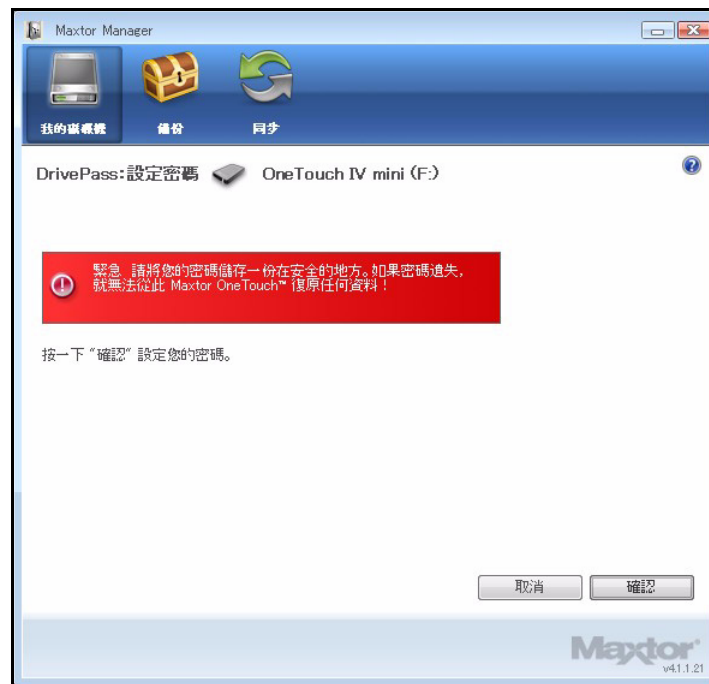 Maxtor Manager
我的磁碟機
備份
同步
DrivePass:設定密碼
OneTouch IV mini (F:)
緊急 請將您的密碼儲存一份在安全的地方。如果密碼遺失，
就無法從此 Maxtor OneTouch™ 復原任何資料！
按一下 "確認" 設定您的密碼。
取消
確認
Maxtor
v4.1.1.21